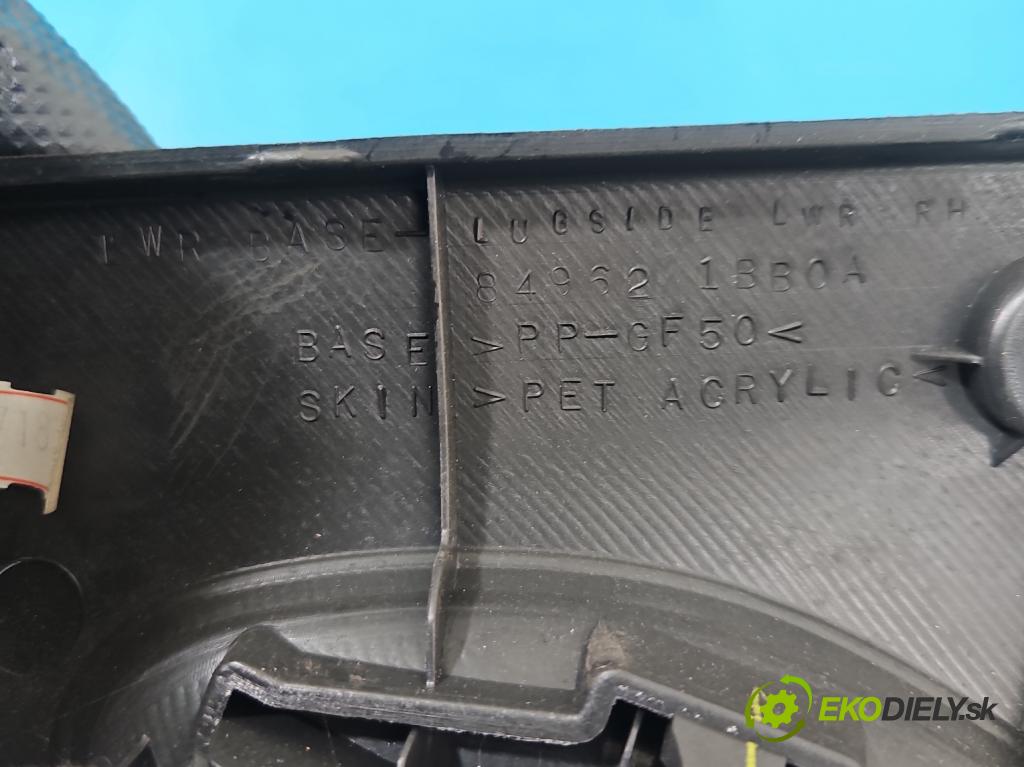 LWR BASE- LUGSIDE LWR RH
84962 1BB0A
BASE >PP-GF50<
SKIN >PET ACRYLIC<
EKODIELY.sk